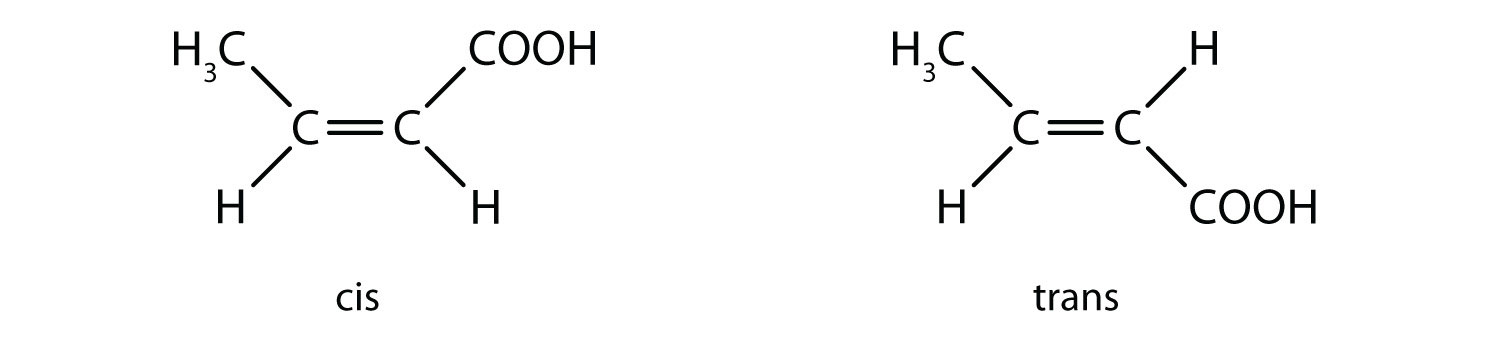 H₃C COOH H₃C H
C=C C=C
H H H COOH
cis trans